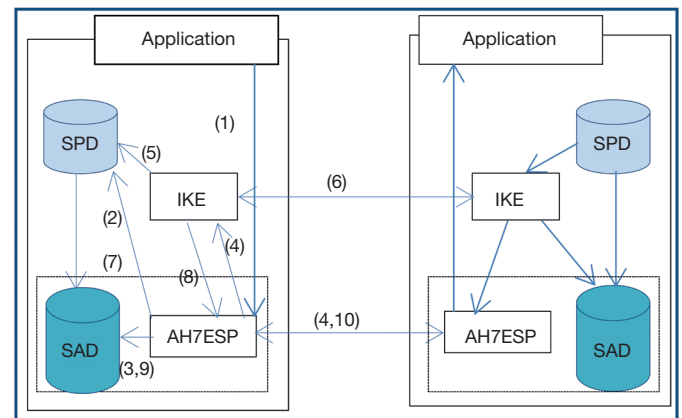 Application
Application
(1)
SPD
SPD
(5)
IKE
(6)
IKE
(2)
(4)
(7)
(8)
SAD
AH7ESP
(4,10)
AH7ESP
SAD
(3,9)